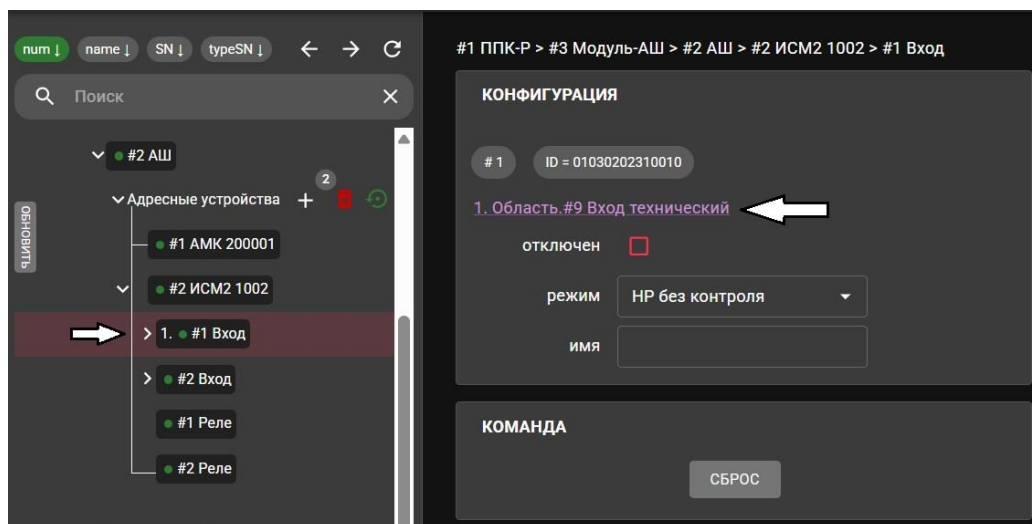 num ↓ name ↓ SN ↓ typeSN ↓
Поиск
#2 АШ
Адресные устройства + 2
ОБНОВИТЬ
#1 АМК 200001
#2 ИСМ2 1002
1. #1 Вход
#2 Вход
#1 Реле
#2 Реле
#1 ППК-Р > #3 Модуль-АШ > #2 АШ > #2 ИСМ2 1002 > #1 Вход
КОНФИГУРАЦИЯ
# 1 ID = 01030202310010
1. Область.#9 Вход технический
отключен
режим НР без контроля
имя
КОМАНДА
СБРОС